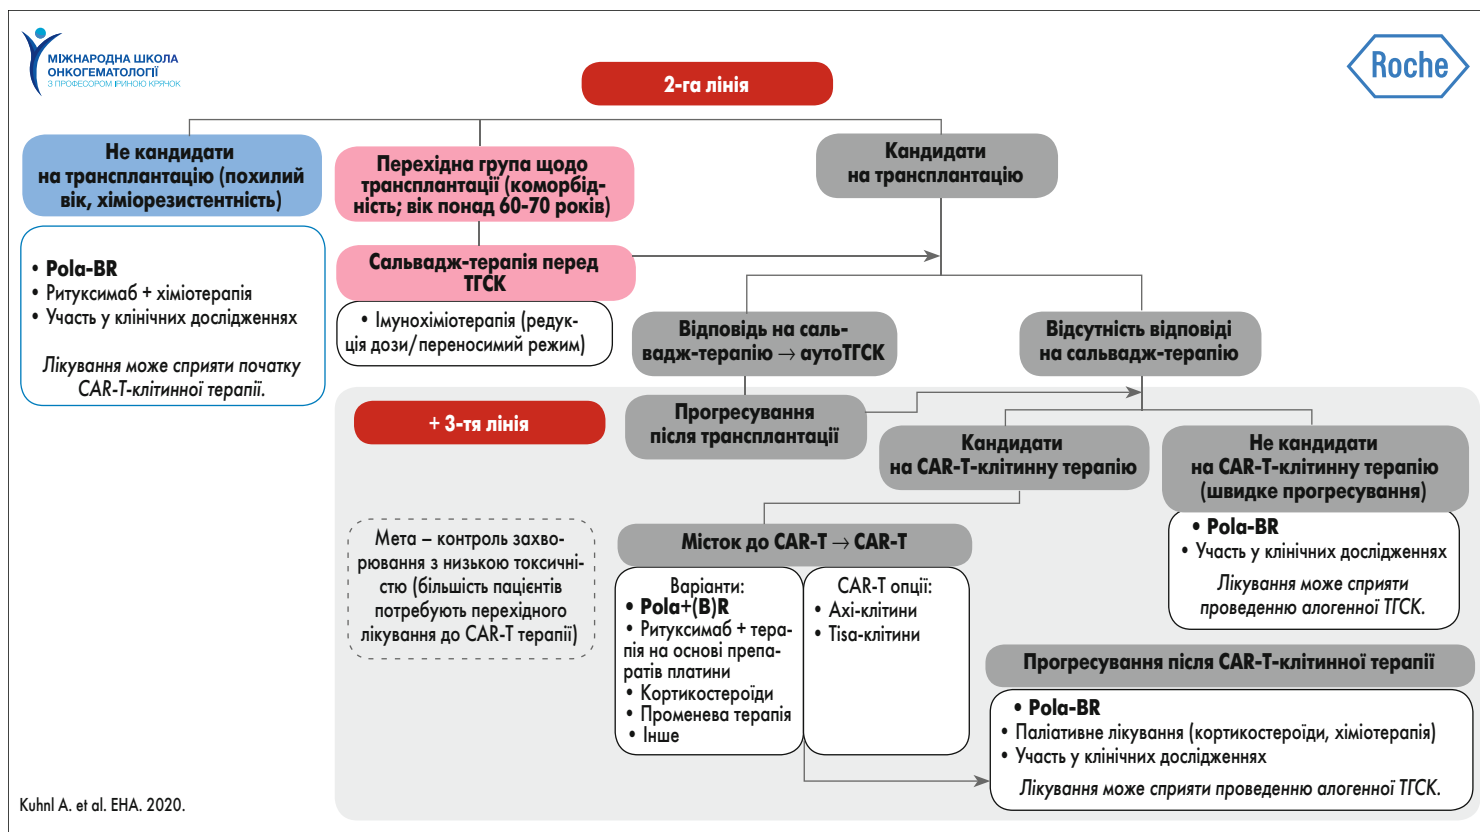 МІЖНАРОДНА ШКОЛА
ОНКОГЕМАТОЛОГІЇ
З ПРОФЕСОРОМ ІРИНОЮ КРЯЧОК
Roche
2-га лінія
Не кандидати
на трансплантацію (похилий
вік, хіміорезистентність)
Перехідна група щодо
трансплантації (коморбід-
ність; вік понад 60-70 років)
Кандидати
на трансплантацію
• Pola-BR
• Ритуксимаб + хіміотерапія
• Участь у клінічних дослідженнях
Лікування може сприяти початку
CAR-T-клітинної терапії.
Сальвадж-терапія перед
ТГСК
• Імунохіміотерапія (редук-
ція дози/переносимий режим)
Відповідь на саль-
вадж-терапію → аутоТГСК
Відсутність відповіді
на сальвадж-терапію
+ 3-тя лінія
Прогресування
після трансплантації
Кандидати
на CAR-T-клітинну терапію
Не кандидати
на CAR-T-клітинну терапію
(швидке прогресування)
• Pola-BR
• Участь у клінічних дослідженнях
Лікування може сприяти
проведенню алогенної ТГСК.
Мета – контроль захво-
рювання з низькою токсичні-
стю (більшість пацієнтів
потребують перехідного
лікування до CAR-T терапії)
Місток до CAR-T → CAR-T
Варіанти:
• Pola+(B)R
• Ритуксимаб + тера-
пія на основі препа-
ратів платини
• Кортикостероїди
• Променева терапія
• Інше
CAR-T опції:
• Ахі-клітини
• Tisa-клітини
Прогресування після CAR-T-клітинної терапії
• Pola-BR
• Паліативне лікування (кортикостероїди, хіміотерапія)
• Участь у клінічних дослідженнях
Лікування може сприяти проведенню алогенної ТГСК.
Kuhnl A. et al. EHA. 2020.